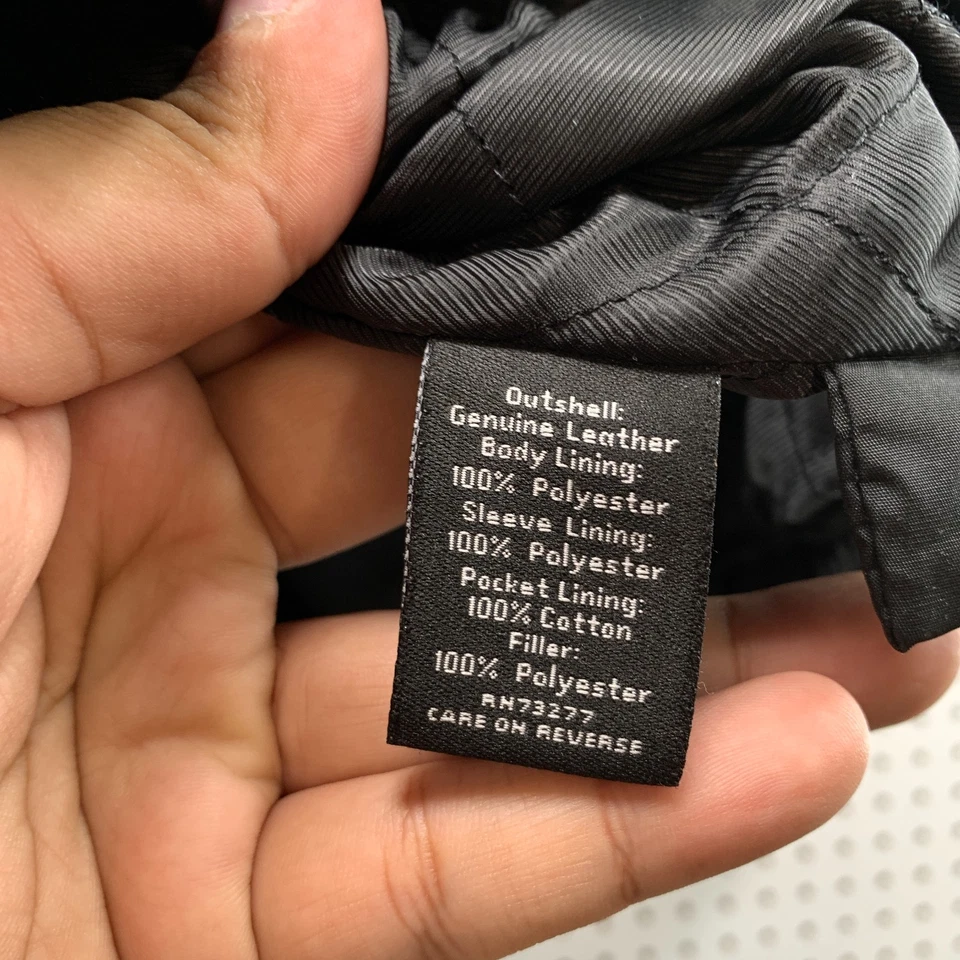 Outshell:
Genuine Leather
Body Lining:
100% Polyester
Sleeve Lining:
100% Polyester
Pocket Lining:
100% Cotton
Filler:
100% Polyester
RN73277
CARE ON REVERSE